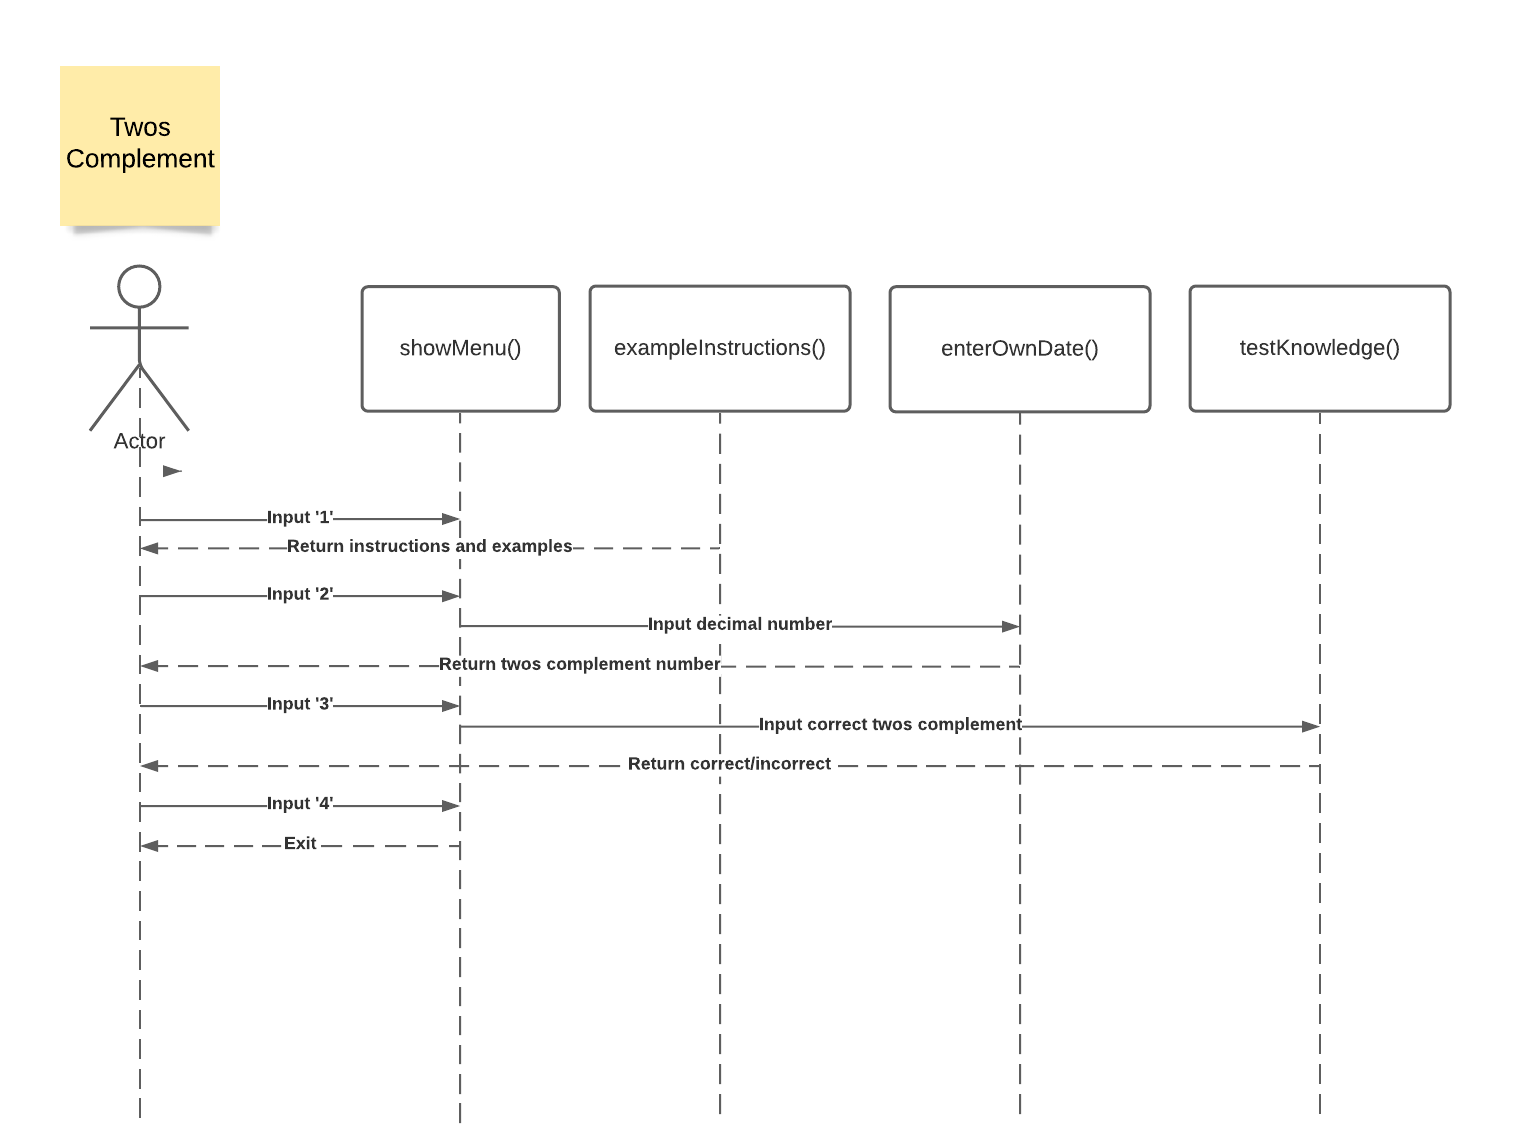 Twos
Complement
showMenu()
exampleInstructions()
enterOwnDate()
testKnowledge()
Actor
Input '1'
Return instructions and examples
Input '2'
Input decimal number
Return twos complement number
Input '3'
Input correct twos complement
Return correct/incorrect
Input '4'
Exit